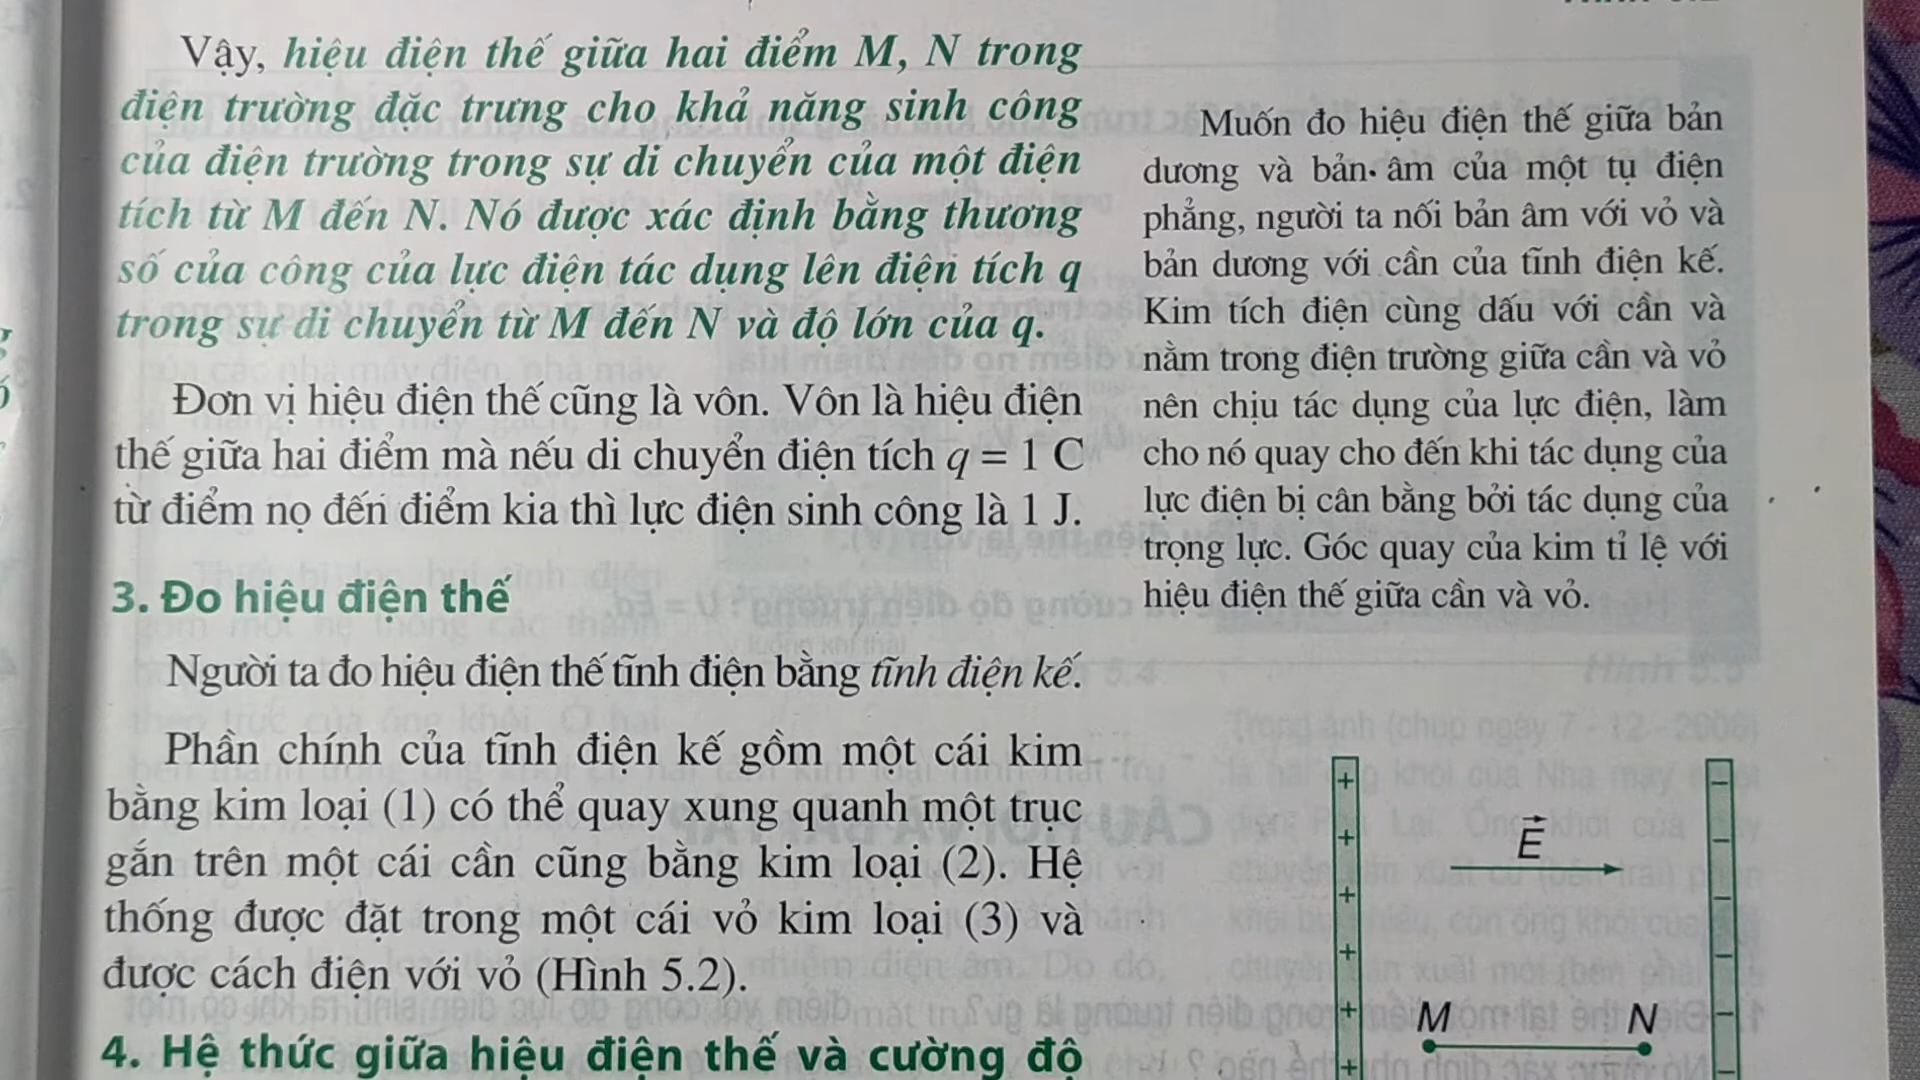 Vậy, hiệu điện thế giữa hai điểm M, N trong
điện trường đặc trưng cho khả năng sinh công
của điện trường trong sự di chuyển của một điện
tích từ M đến N. Nó được xác định bằng thương
số của công của lực điện tác dụng lên điện tích q
trong sự di chuyển từ M đến N và độ lớn của q.
Đơn vị hiệu điện thế cũng là vôn. Vôn là hiệu điện
thế giữa hai điểm mà nếu di chuyển điện tích q = 1 C
từ điểm nọ đến điểm kia thì lực điện sinh công là 1 J.
3. Đo hiệu điện thế
Người ta đo hiệu điện thế tĩnh điện bằng tĩnh điện kế.
Phần chính của tĩnh điện kế gồm một cái kim
bằng kim loại (1) có thể quay xung quanh một trục
gắn trên một cái cần cũng bằng kim loại (2). Hệ
thống được đặt trong một cái vỏ kim loại (3) và
được cách điện với vỏ (Hình 5.2).
4. Hệ thức giữa hiệu điện thế và cường độ
Muốn đo hiệu điện thế giữa bản
dương và bản âm của một tụ điện
phẳng, người ta nối bản âm với vỏ và
bản dương với cần của tĩnh điện kế.
Kim tích điện cùng dấu với cần và
nằm trong điện trường giữa cần và vỏ
nên chịu tác dụng của lực điện, làm
cho nó quay cho đến khi tác dụng của
lực điện bị cân bằng bởi tác dụng của
trọng lực. Góc quay của kim tỉ lệ với
hiệu điện thế giữa cần và vỏ.
E
M N